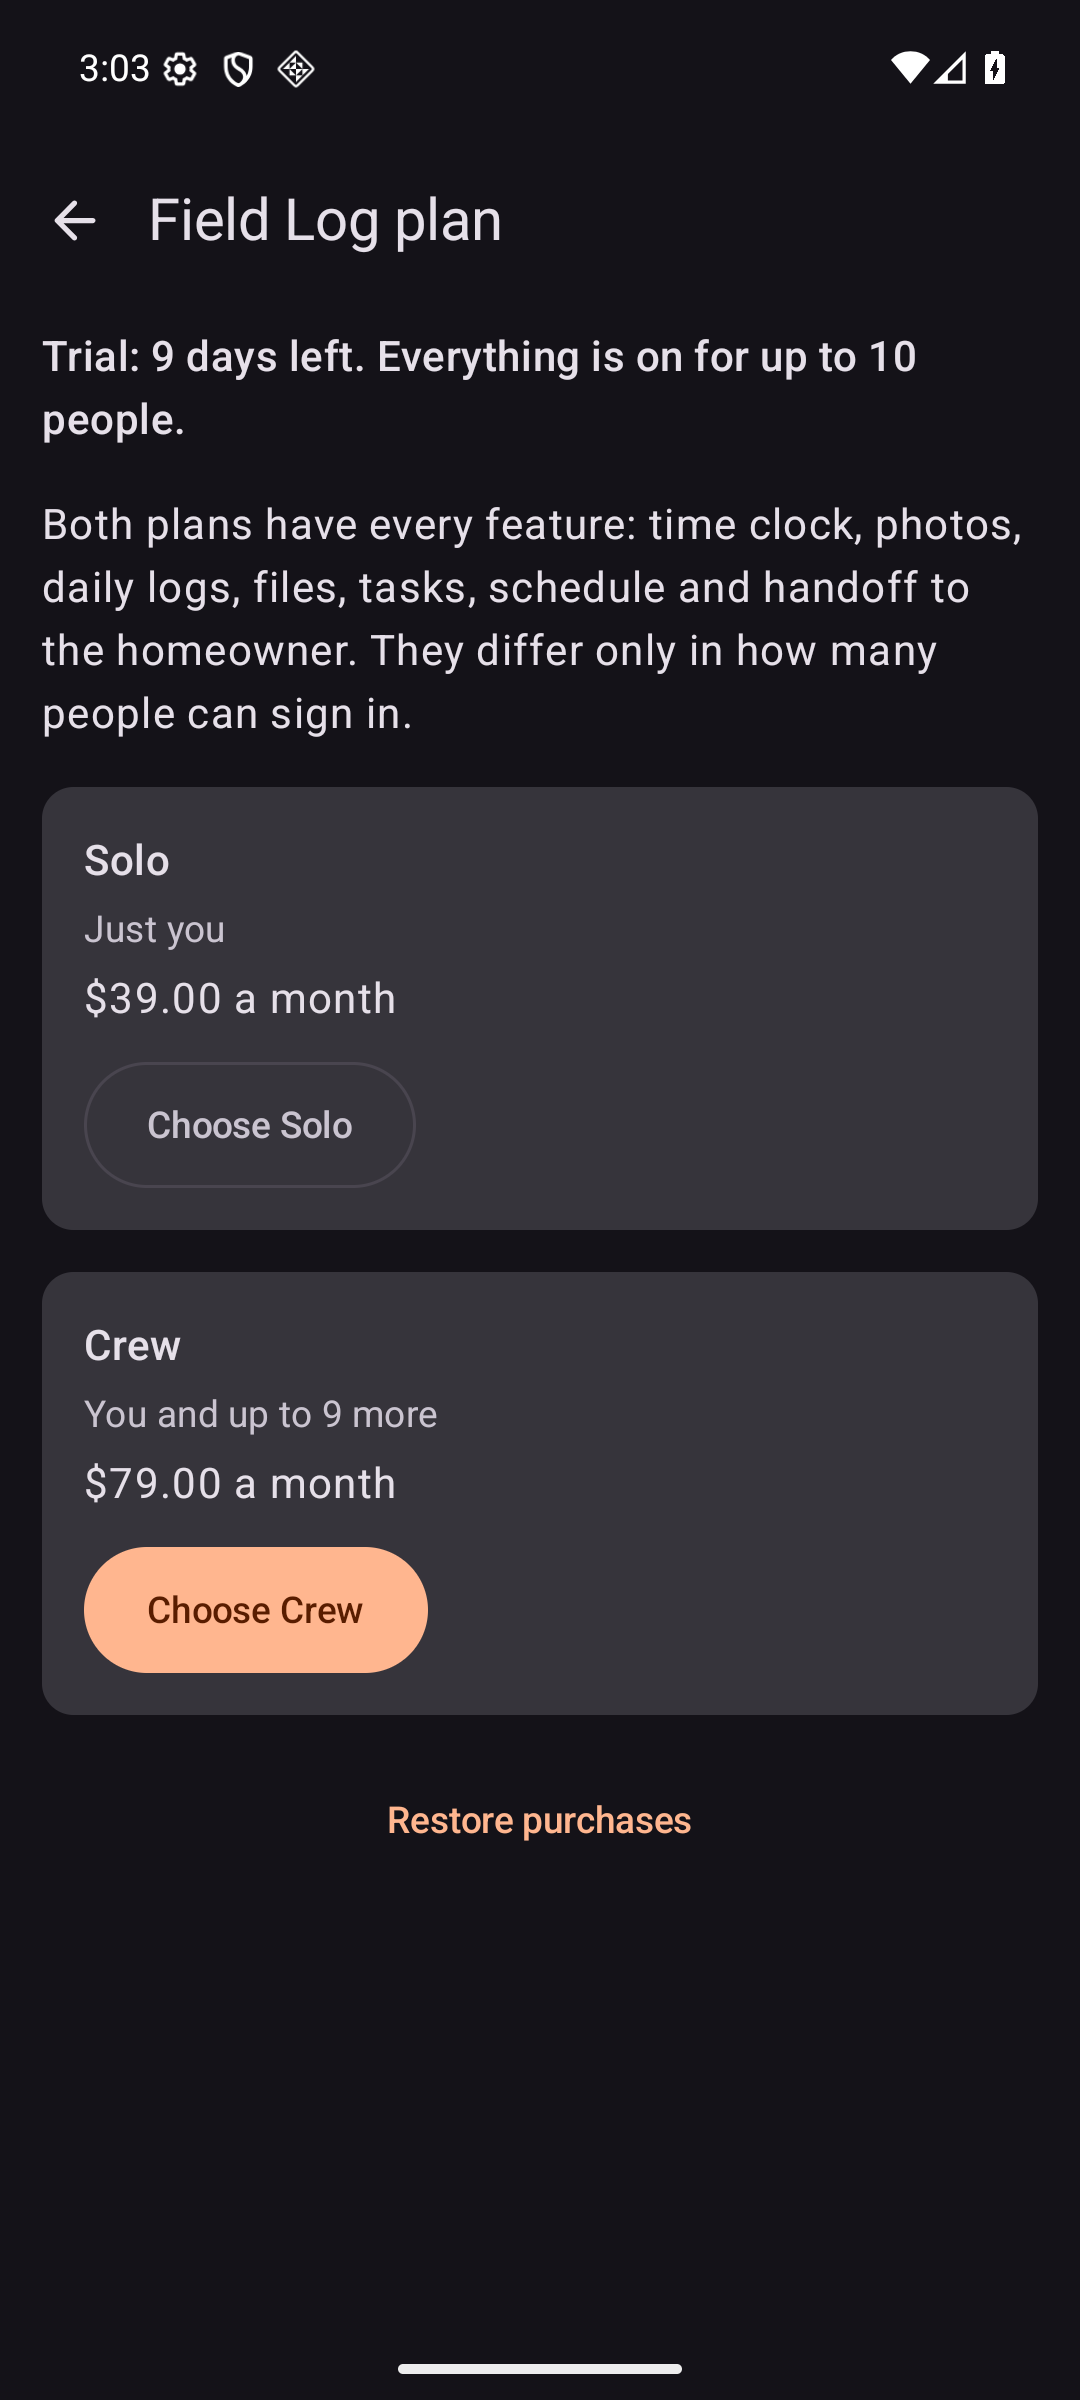 3:03
Field Log plan
Trial: 9 days left. Everything is on for up to 10
people.
Both plans have every feature: time clock, photos,
daily logs, files, tasks, schedule and handoff to
the homeowner. They differ only in how many
people can sign in.
Solo
Just you
$39.00 a month
Choose Solo
Crew
You and up to 9 more
$79.00 a month
Choose Crew
Restore purchases